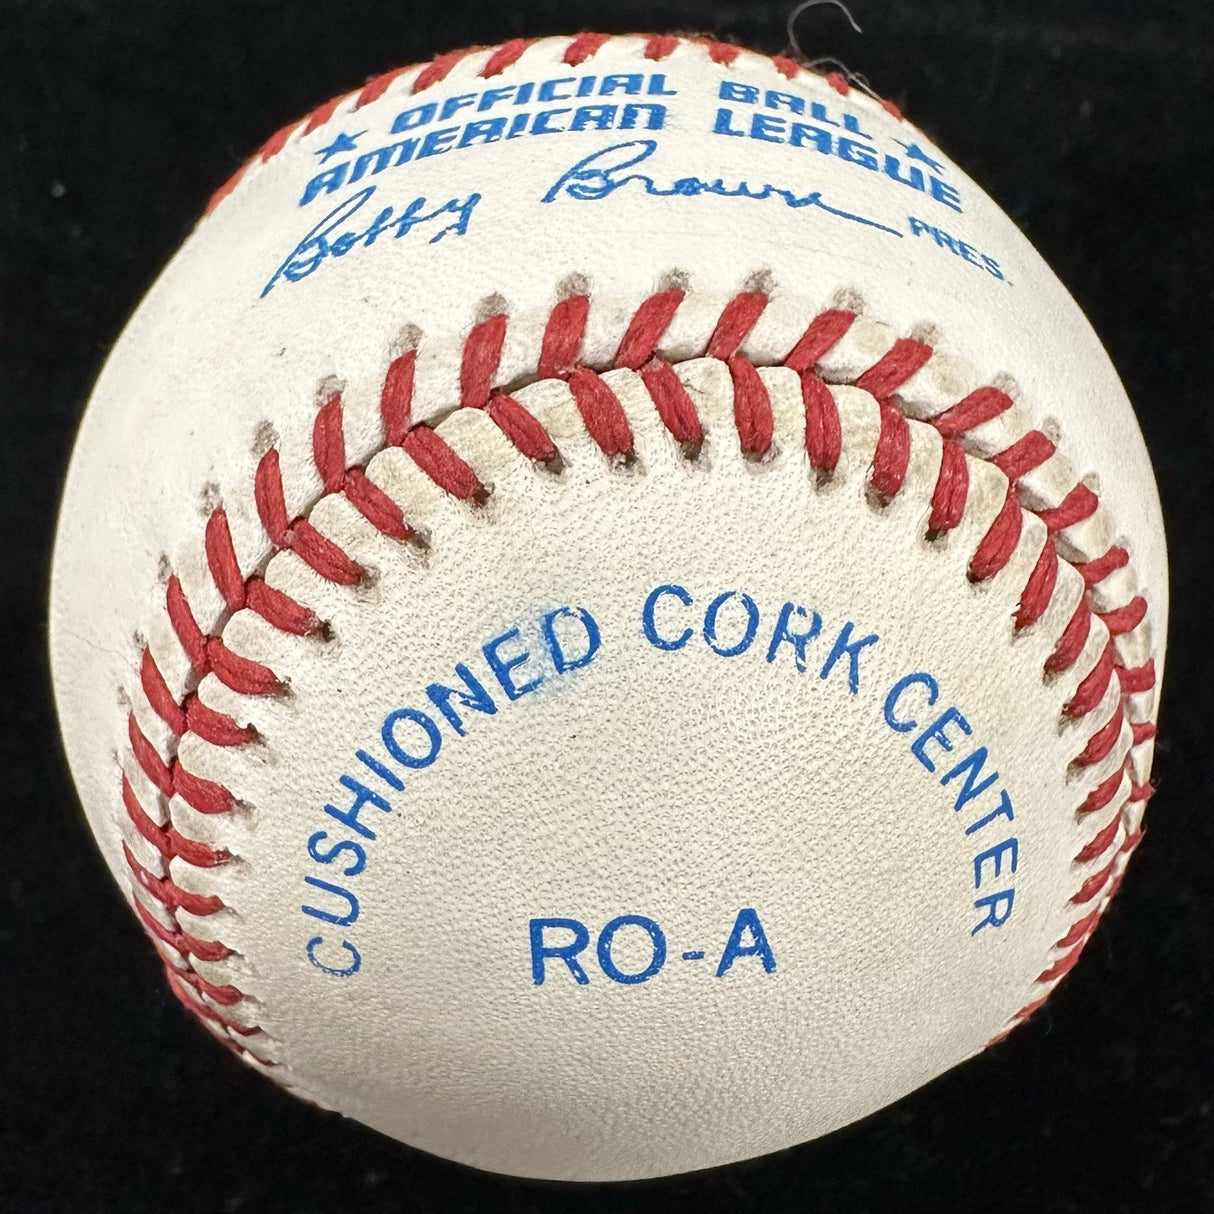 ★ OFFICIAL BALL ★
AMERICAN LEAGUE
Bobby Brown PRES.
CUSHIONED CORK CENTER
RO-A